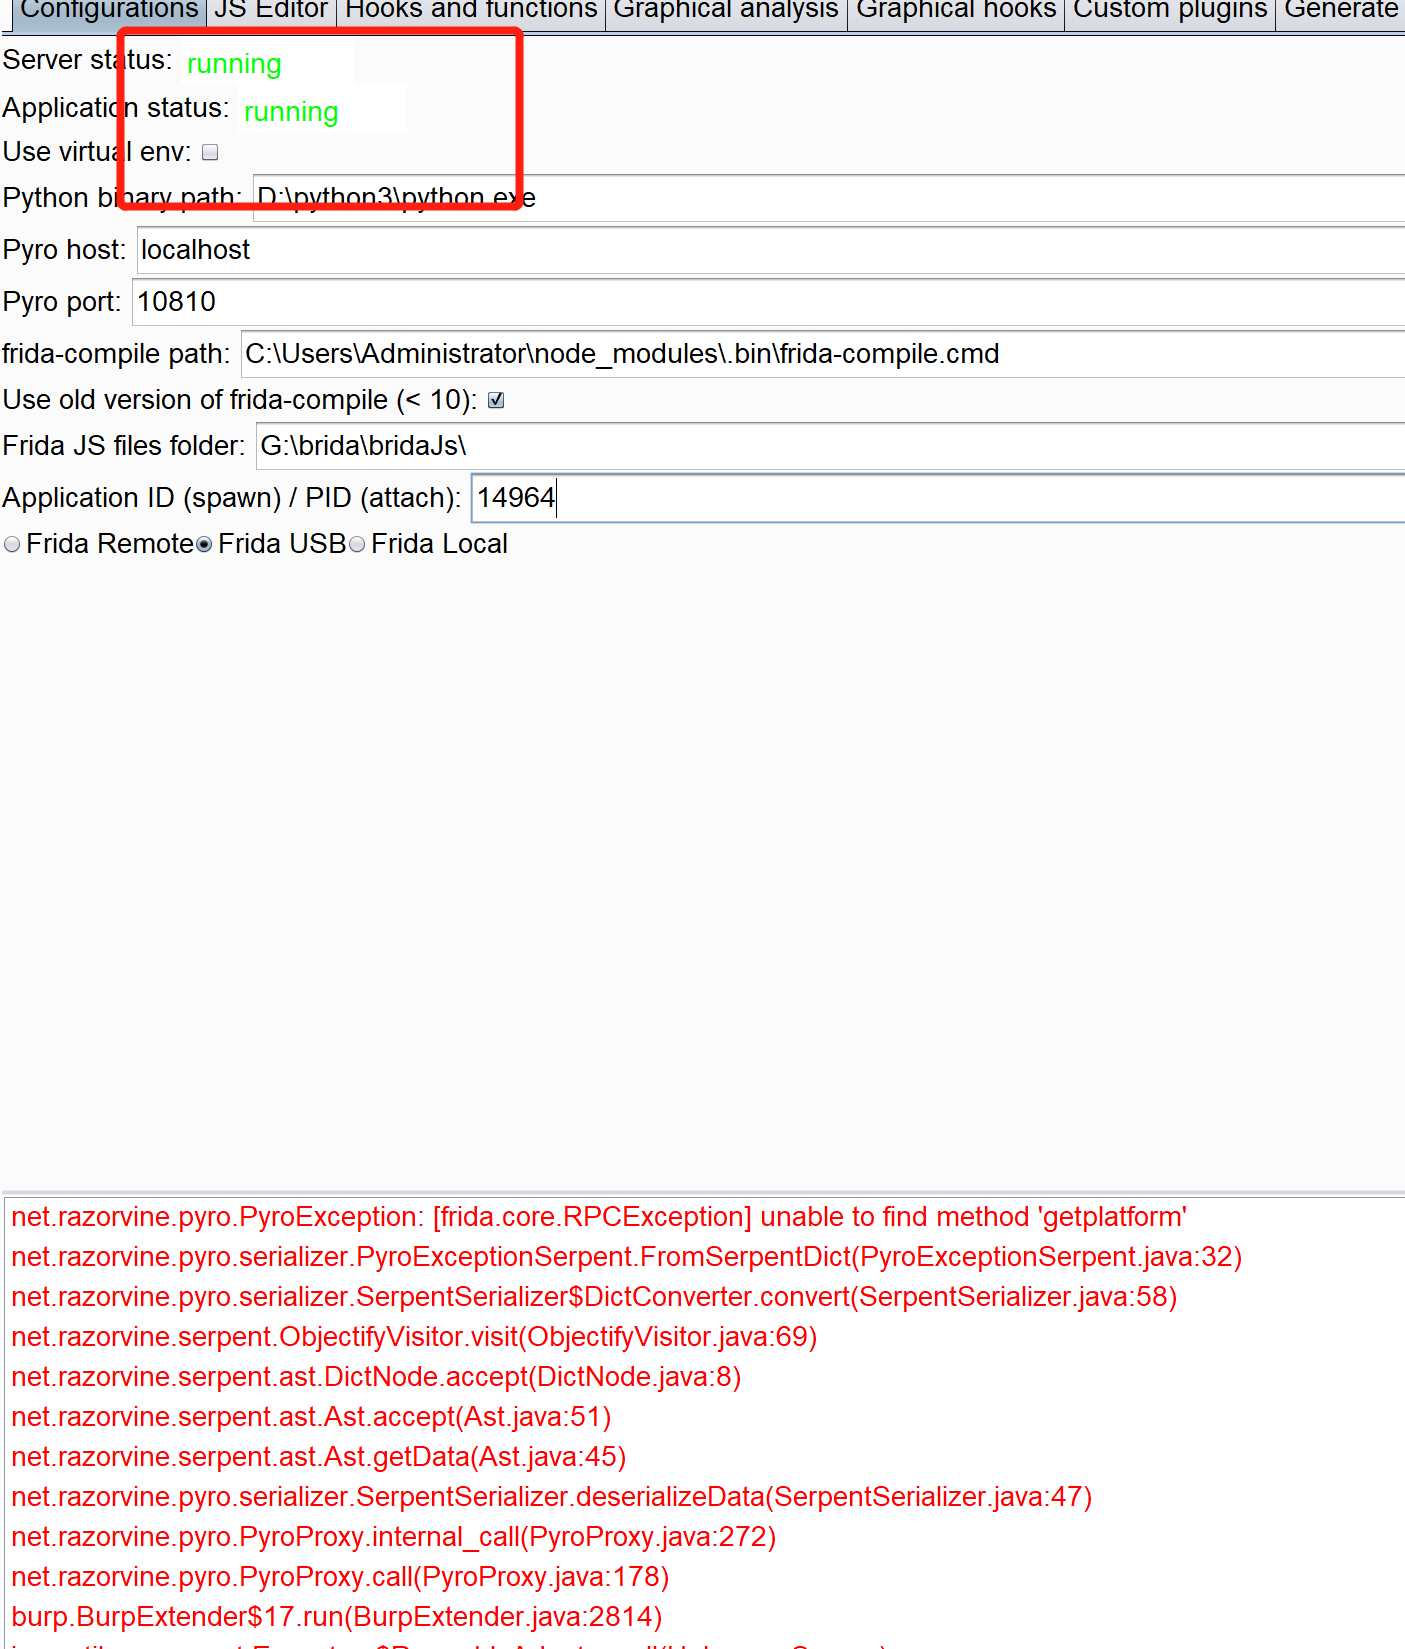 Configurations JS Editor Hooks and functions Graphical analysis Graphical hooks Custom plugins Generate
Server status: running
Application status: running
Use virtual env:
Python binary path: D:\python3\python.exe
Pyro host: localhost
Pyro port: 10810
frida-compile path: C:\Users\Administrator\node_modules\.bin\frida-compile.cmd
Use old version of frida-compile (< 10):
Frida JS files folder: G:\brida\bridaJs\
Application ID (spawn) / PID (attach): 14964
Frida Remote Frida USB Frida Local
net.razorvine.pyro.PyroException: [frida.core.RPCException] unable to find method 'getplatform'
net.razorvine.pyro.serializer.PyroExceptionSerpent.FromSerpentDict(PyroExceptionSerpent.java:32)
net.razorvine.pyro.serializer.SerpentSerializer$DictConverter.convert(SerpentSerializer.java:58)
net.razorvine.serpent.ObjectifyVisitor.visit(ObjectifyVisitor.java:69)
net.razorvine.serpent.ast.DictNode.accept(DictNode.java:8)
net.razorvine.serpent.ast.Ast.accept(Ast.java:51)
net.razorvine.serpent.ast.Ast.getData(Ast.java:45)
net.razorvine.pyro.serializer.SerpentSerializer.deserializeData(SerpentSerializer.java:47)
net.razorvine.pyro.PyroProxy.internal_call(PyroProxy.java:272)
net.razorvine.pyro.PyroProxy.call(PyroProxy.java:178)
burp.BurpExtender$17.run(BurpExtender.java:2814)